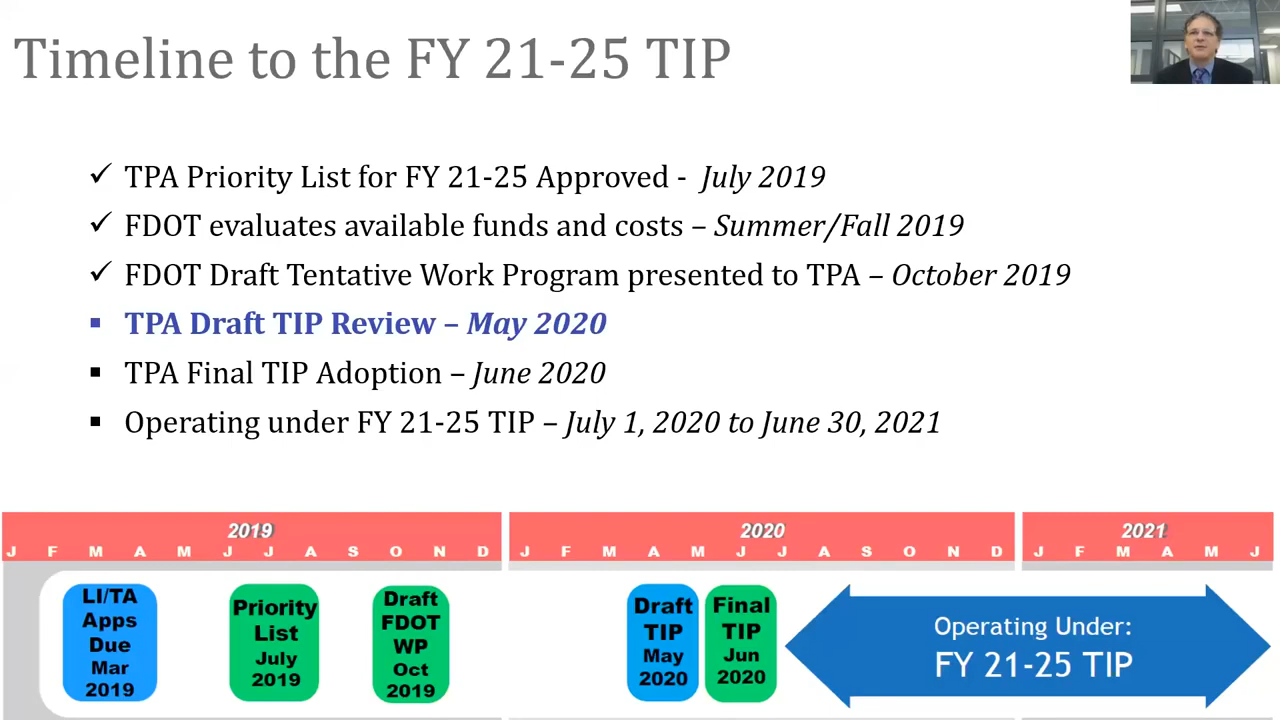 Timeline to the FY 21-25 TIP
✓ TPA Priority List for FY 21-25 Approved - July 2019
✓ FDOT evaluates available funds and costs – Summer/Fall 2019
✓ FDOT Draft Tentative Work Program presented to TPA – October 2019
▪ TPA Draft TIP Review – May 2020
▪ TPA Final TIP Adoption – June 2020
▪ Operating under FY 21-25 TIP – July 1, 2020 to June 30, 2021
2019
J F M A M J J A S O N D
2020
J F M A M J J A S O N D
2021
J F M A M J
LI/TA
Apps
Due
Mar
2019
Priority
List
July
2019
Draft
FDOT
WP
Oct
2019
Draft
TIP
May
2020
Final
TIP
Jun
2020
Operating Under:
FY 21-25 TIP